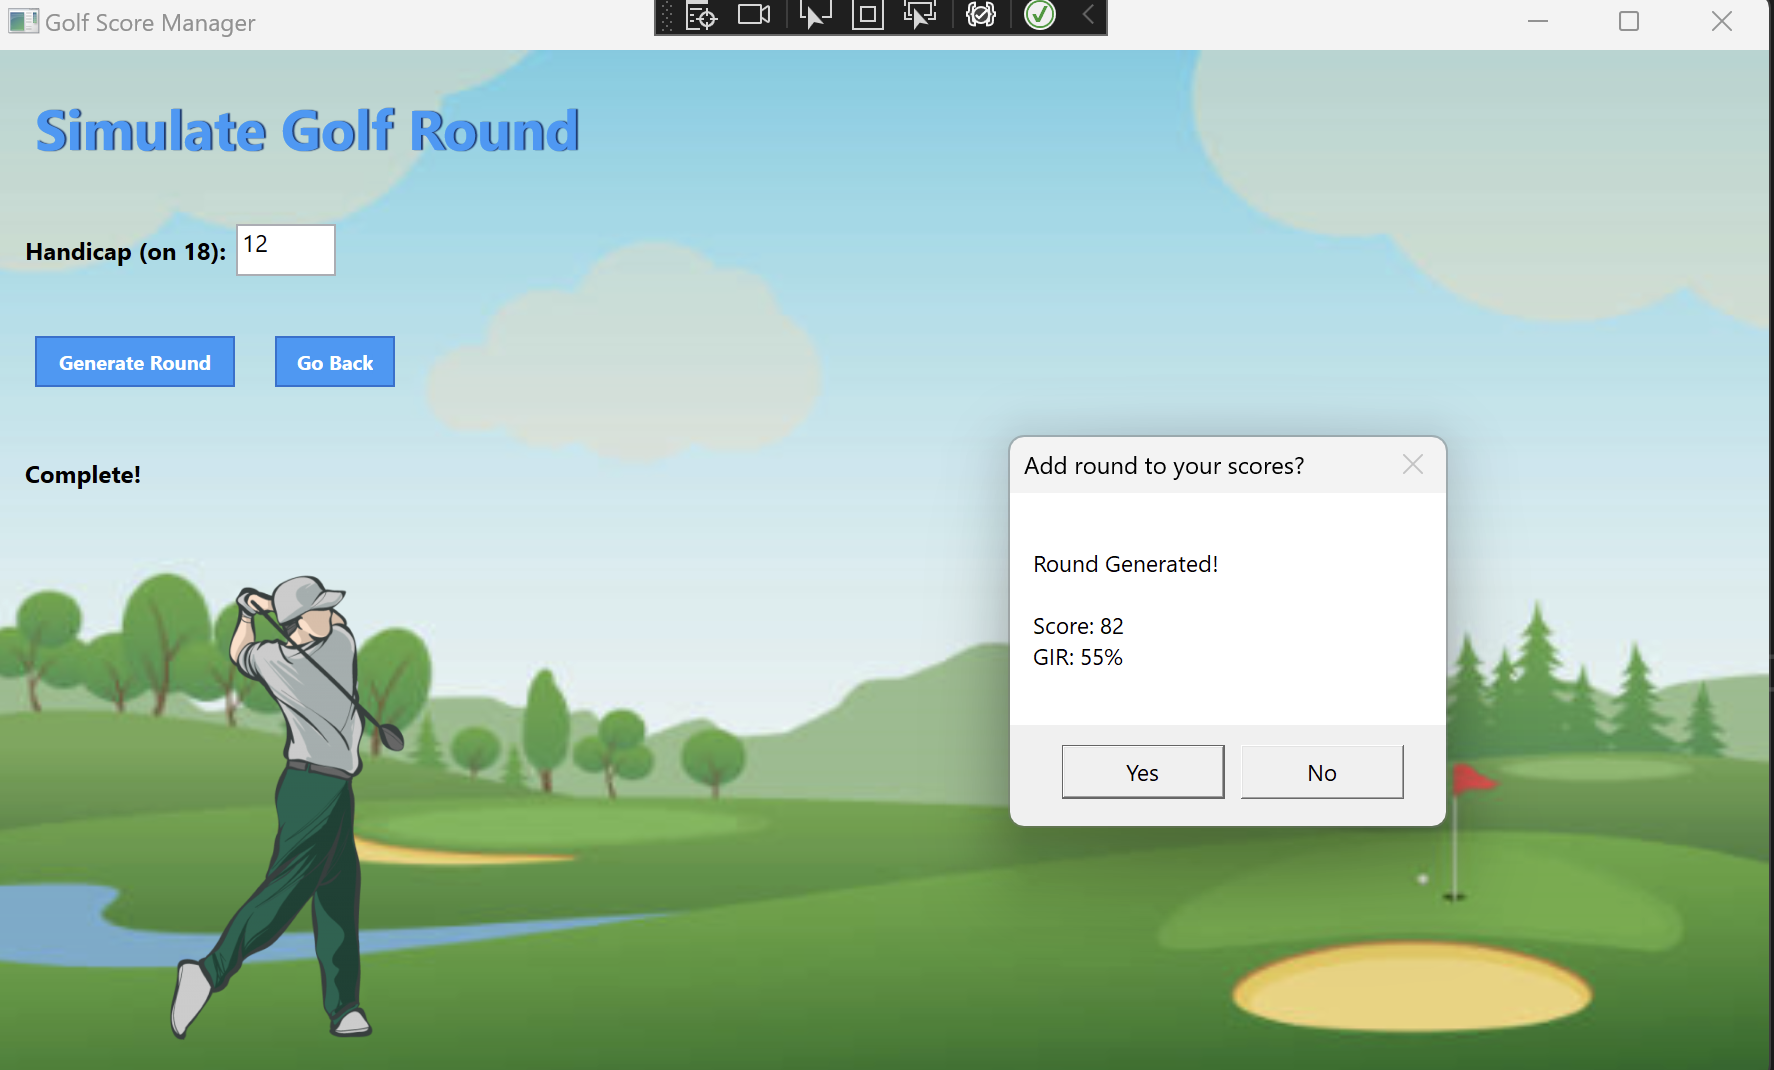 Golf Score Manager
Simulate Golf Round
Handicap (on 18): 12
Generate Round
Go Back
Complete!
Add round to your scores?
Round Generated!
Score: 82
GIR: 55%
Yes
No